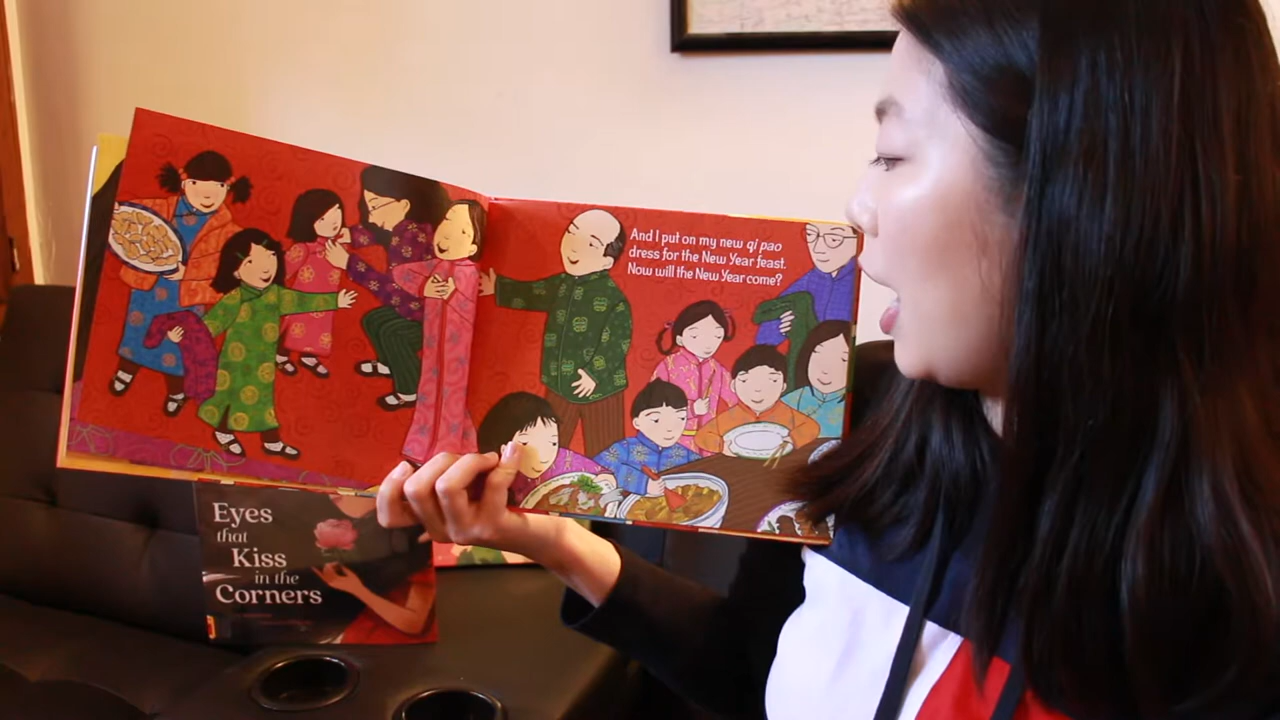 And I put on my new qi pao
dress for the New Year feast.
Now will the New Year come?
Eyes
that
Kiss
in the
Corners